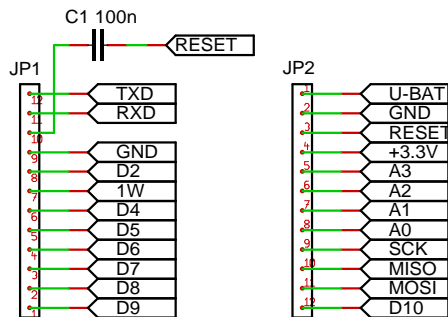 C1 100n
RESET
JP1
12 TXD
11 RXD
10
9 GND
8 D2
7 1W
6 D4
5 D5
4 D6
3 D7
2 D8
1 D9
JP2
1 U-BAT
2 GND
3 RESET
4 +3.3V
5 A3
6 A2
7 A1
8 A0
9 SCK
10 MISO
11 MOSI
12 D10